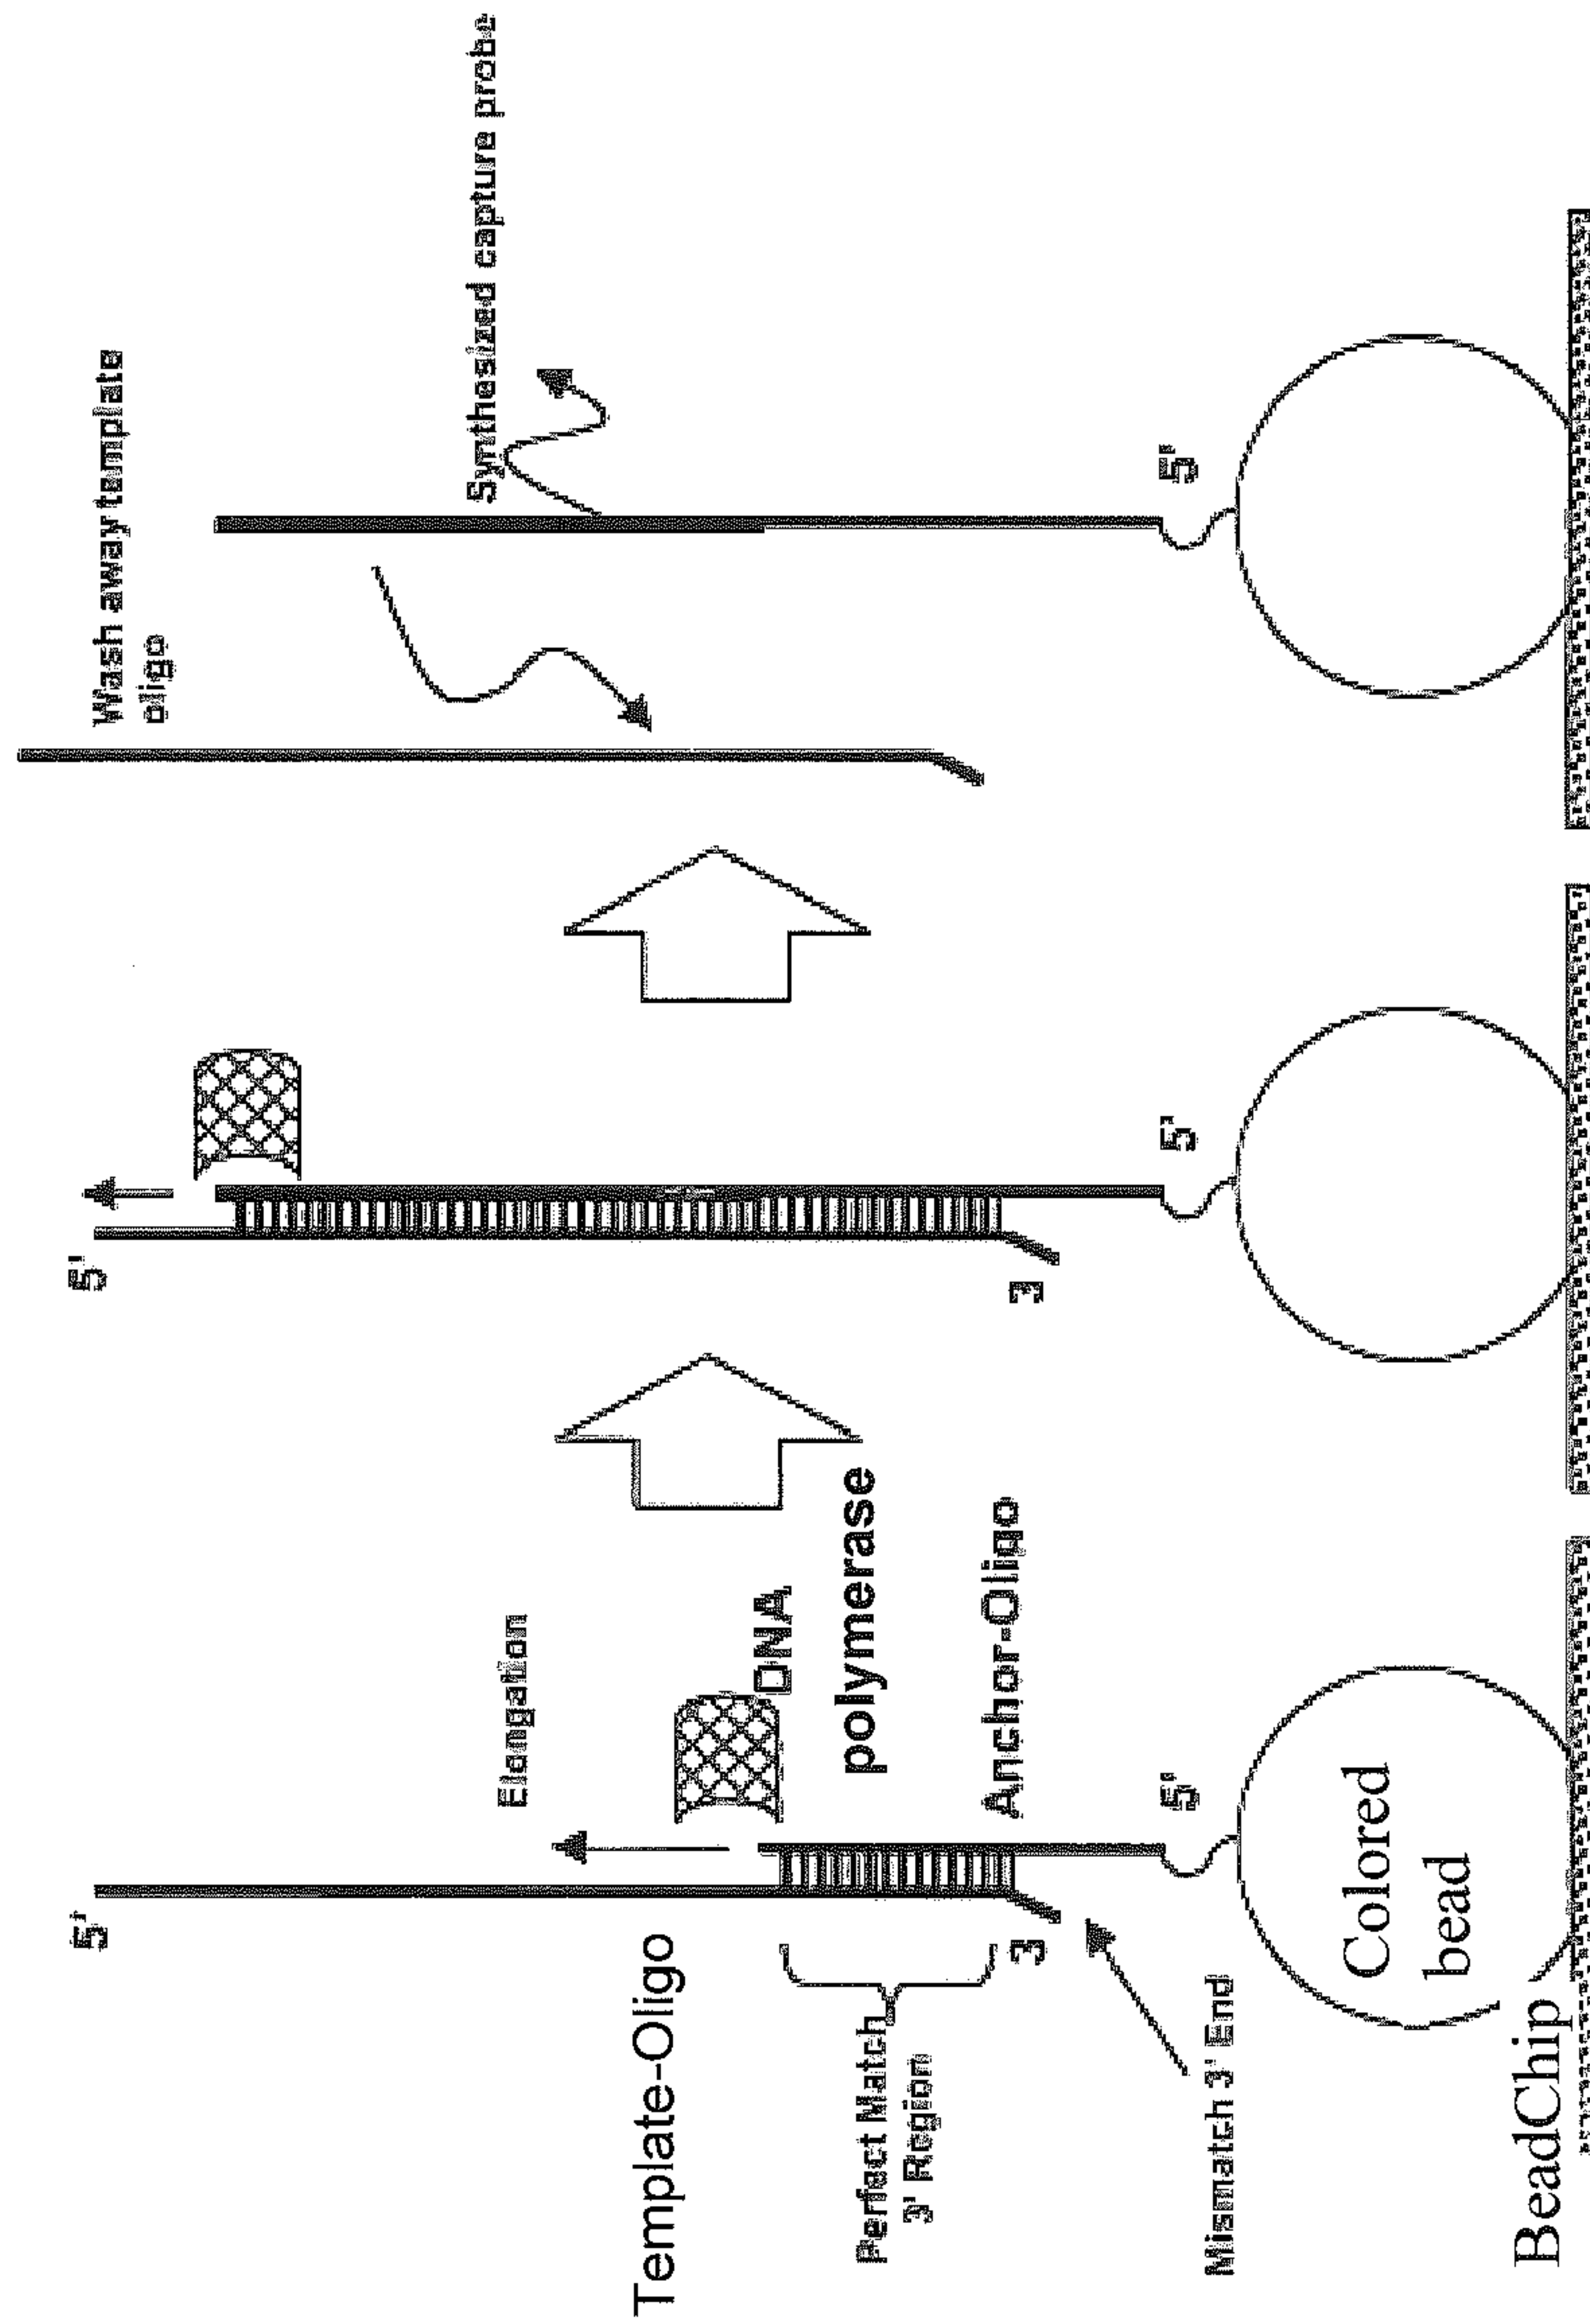 5'
Template-Oligo
Perfect Match
3' Region
3
Mismatch 3' End
Elongation
DNA
polymerase
Anchor-Oligo
5'
Colored
bead
BeadChip
5'
3
5'
Wash away template
oligo
Synthesized capture probe
5'